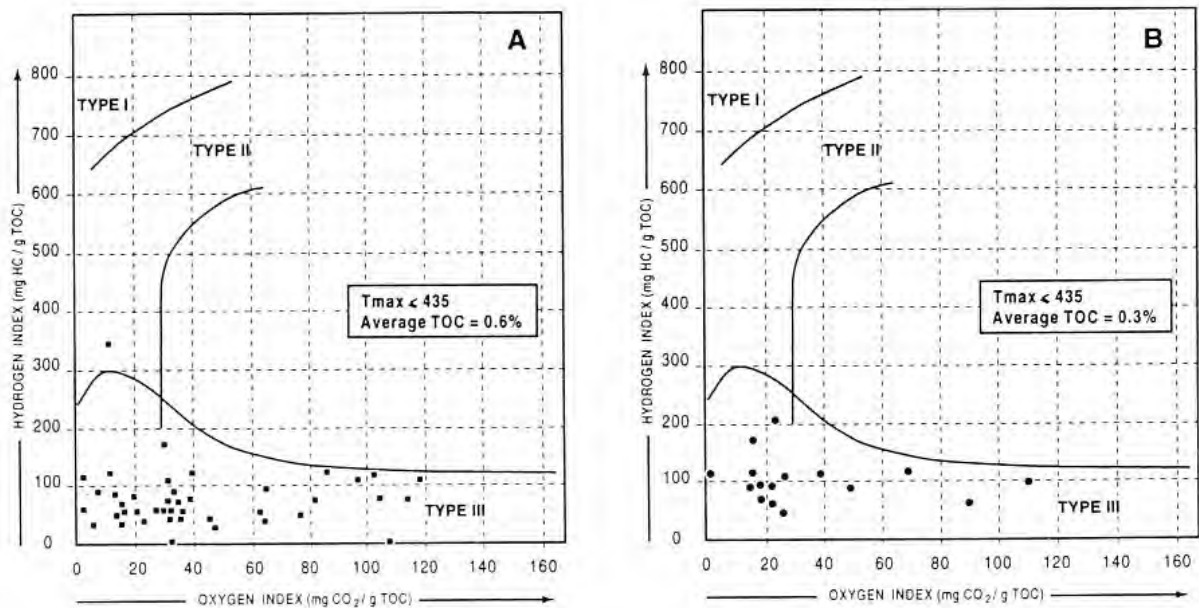 A
HYDROGEN INDEX (mg HC / g TOC)
800
700
600
500
400
300
200
100
0
TYPE I
TYPE II
Tmax < 435
Average TOC = 0.6%
TYPE III
0 20 40 60 80 100 120 140 160
OXYGEN INDEX (mg CO2 / g TOC)
B
HYDROGEN INDEX (mg HC / g TOC)
800
700
600
500
400
300
200
100
0
TYPE I
TYPE II
Tmax < 435
Average TOC = 0.3%
TYPE III
0 20 40 60 80 100 120 140 160
OXYGEN INDEX (mg CO2 / g TOC)